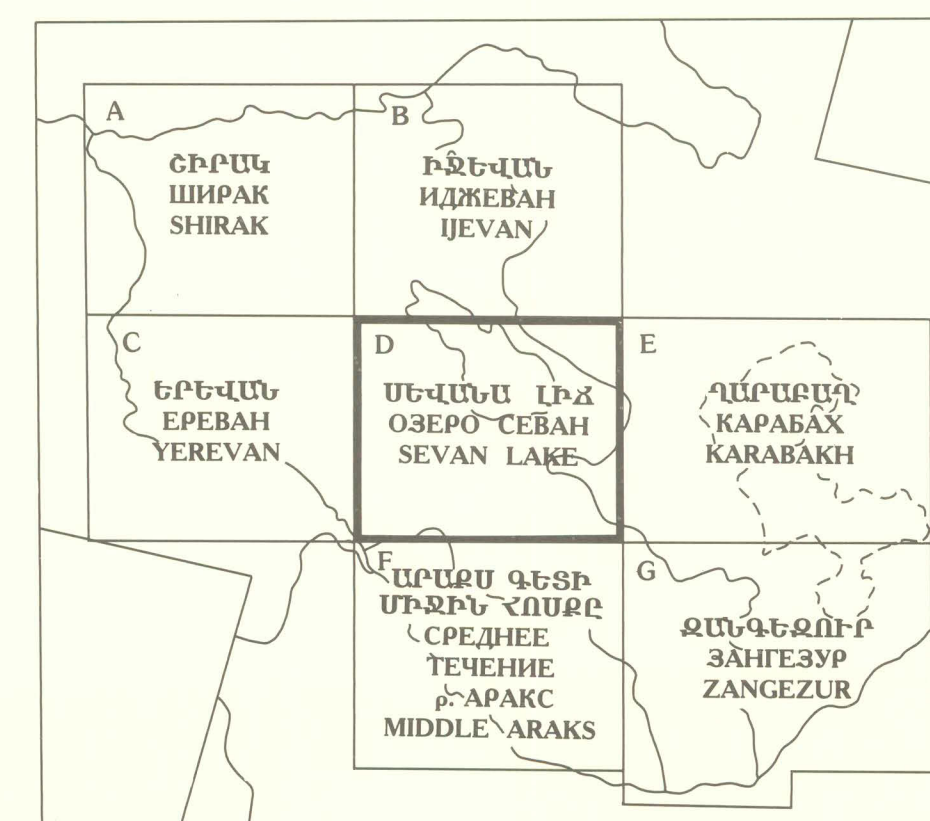 A
ՇԻՐԱԿ
ШИРАК
SHIRAK
B
ԻՋԵՎԱՆ
ИДЖЕВАН
IJEVAN
C
ԵՐԵՎԱՆ
ЕРЕВАН
YEREVAN
D
ՍԵՎԱՆԱ ԼԻՃ
ОЗЕРО СЕВАН
SEVAN LAKE
E
ՂԱՐԱԲԱՂ
КАРАБАХ
KARABAKH
F
ԱՐԱՔՍ ԳԵՏԻ
ՄԻՋԻՆ ՀՈՍՔԸ
СРЕДНЕЕ
ТЕЧЕНИЕ
р. АРАКС
MIDDLE ARAKS
G
ԶԱՆԳԵԶՈՒՐ
ЗАНГЕЗУР
ZANGEZUR